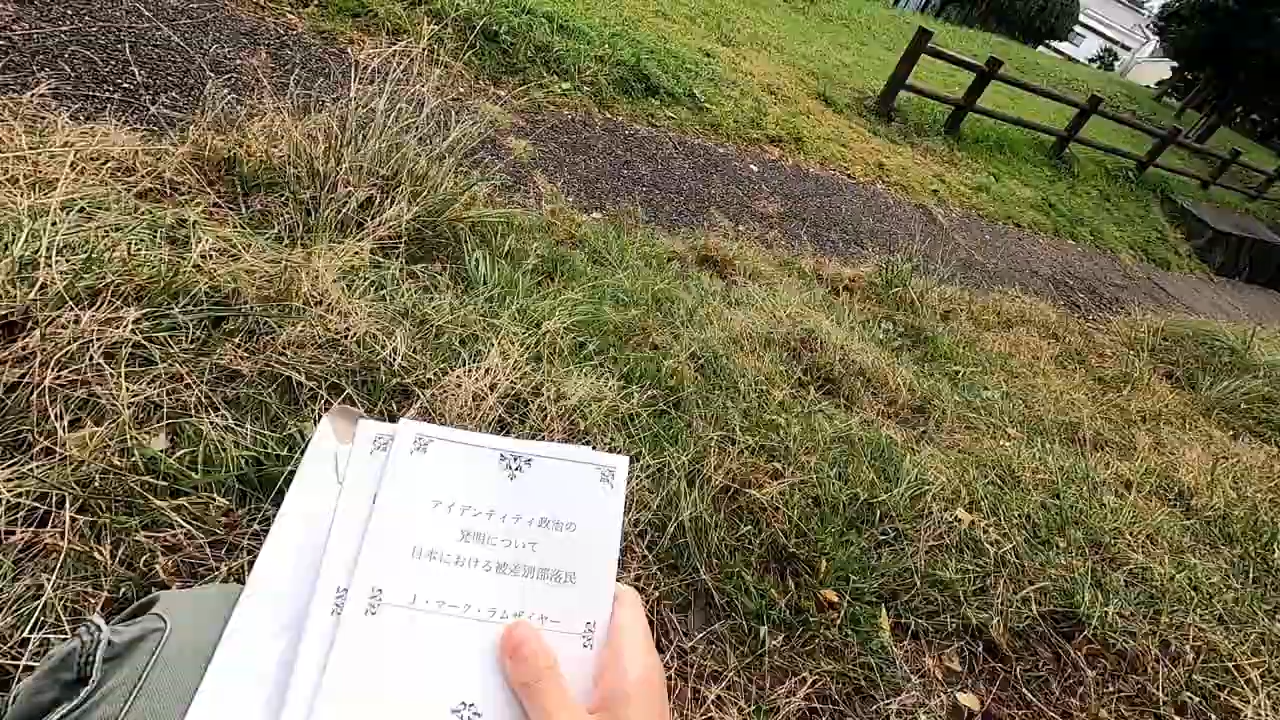 アイデンティティ政治の
発明について
日本における被差別部落民
J・マーク・ラムザイヤー